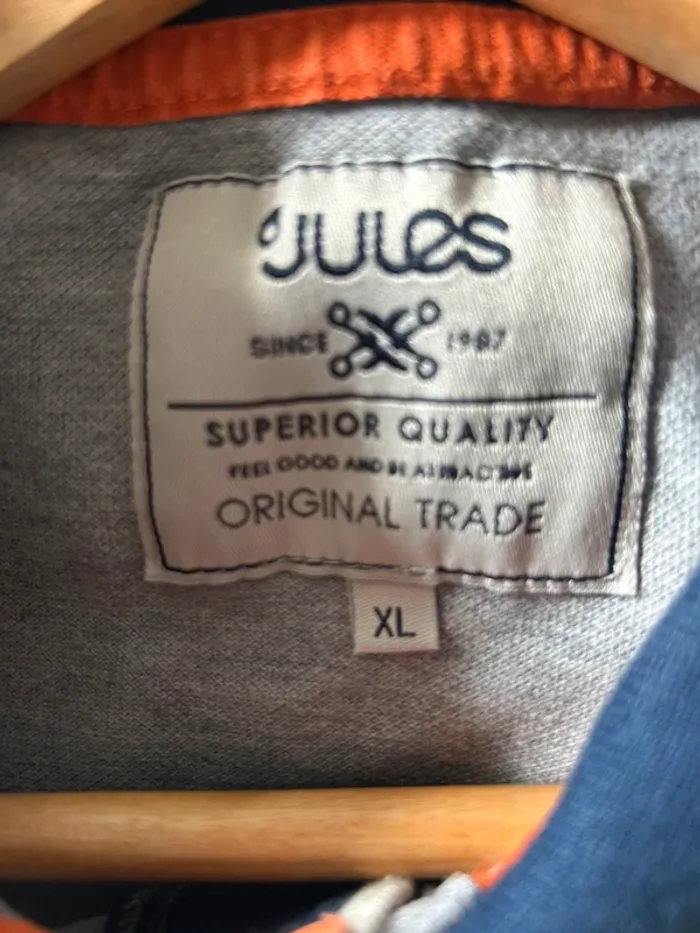 JULES
SINCE 1987
SUPERIOR QUALITY
FEEL GOOD AND BE ATTRACTIVE
ORIGINAL TRADE
XL